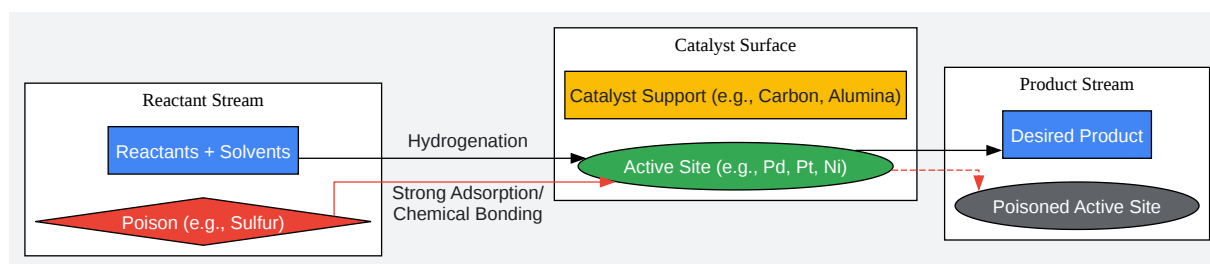 Reactant Stream
Reactants + Solvents
Poison (e.g., Sulfur)
Hydrogenation
Strong Adsorption/
Chemical Bonding
Catalyst Surface
Catalyst Support (e.g., Carbon, Alumina)
Active Site (e.g., Pd, Pt, Ni)
Product Stream
Desired Product
Poisoned Active Site